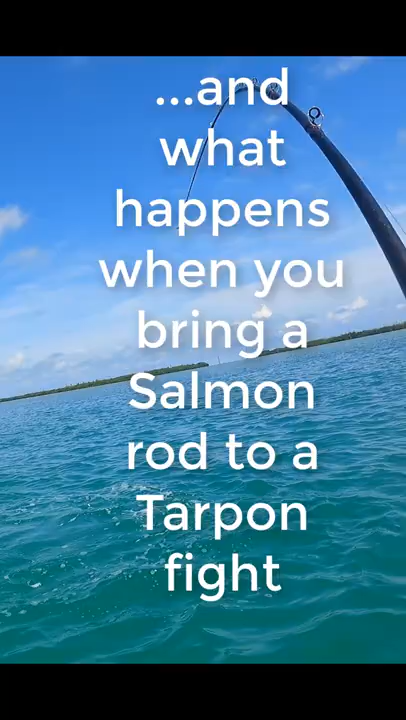 ...and
what
happens
when you
bring a
Salmon
rod to a
Tarpon
fight